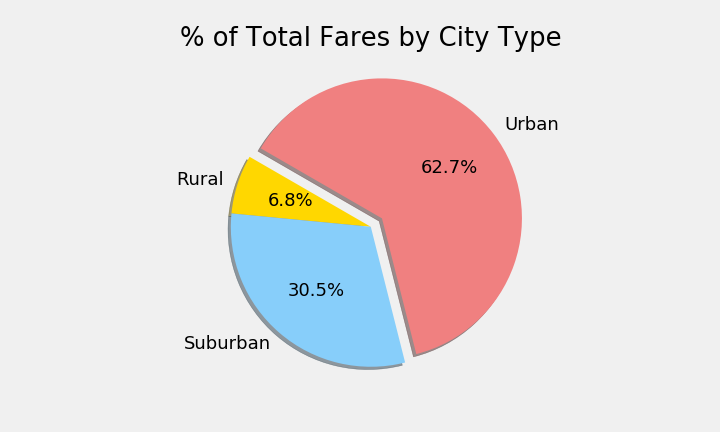 % of Total Fares by City Type
Urban
62.7%
Rural
6.8%
30.5%
Suburban